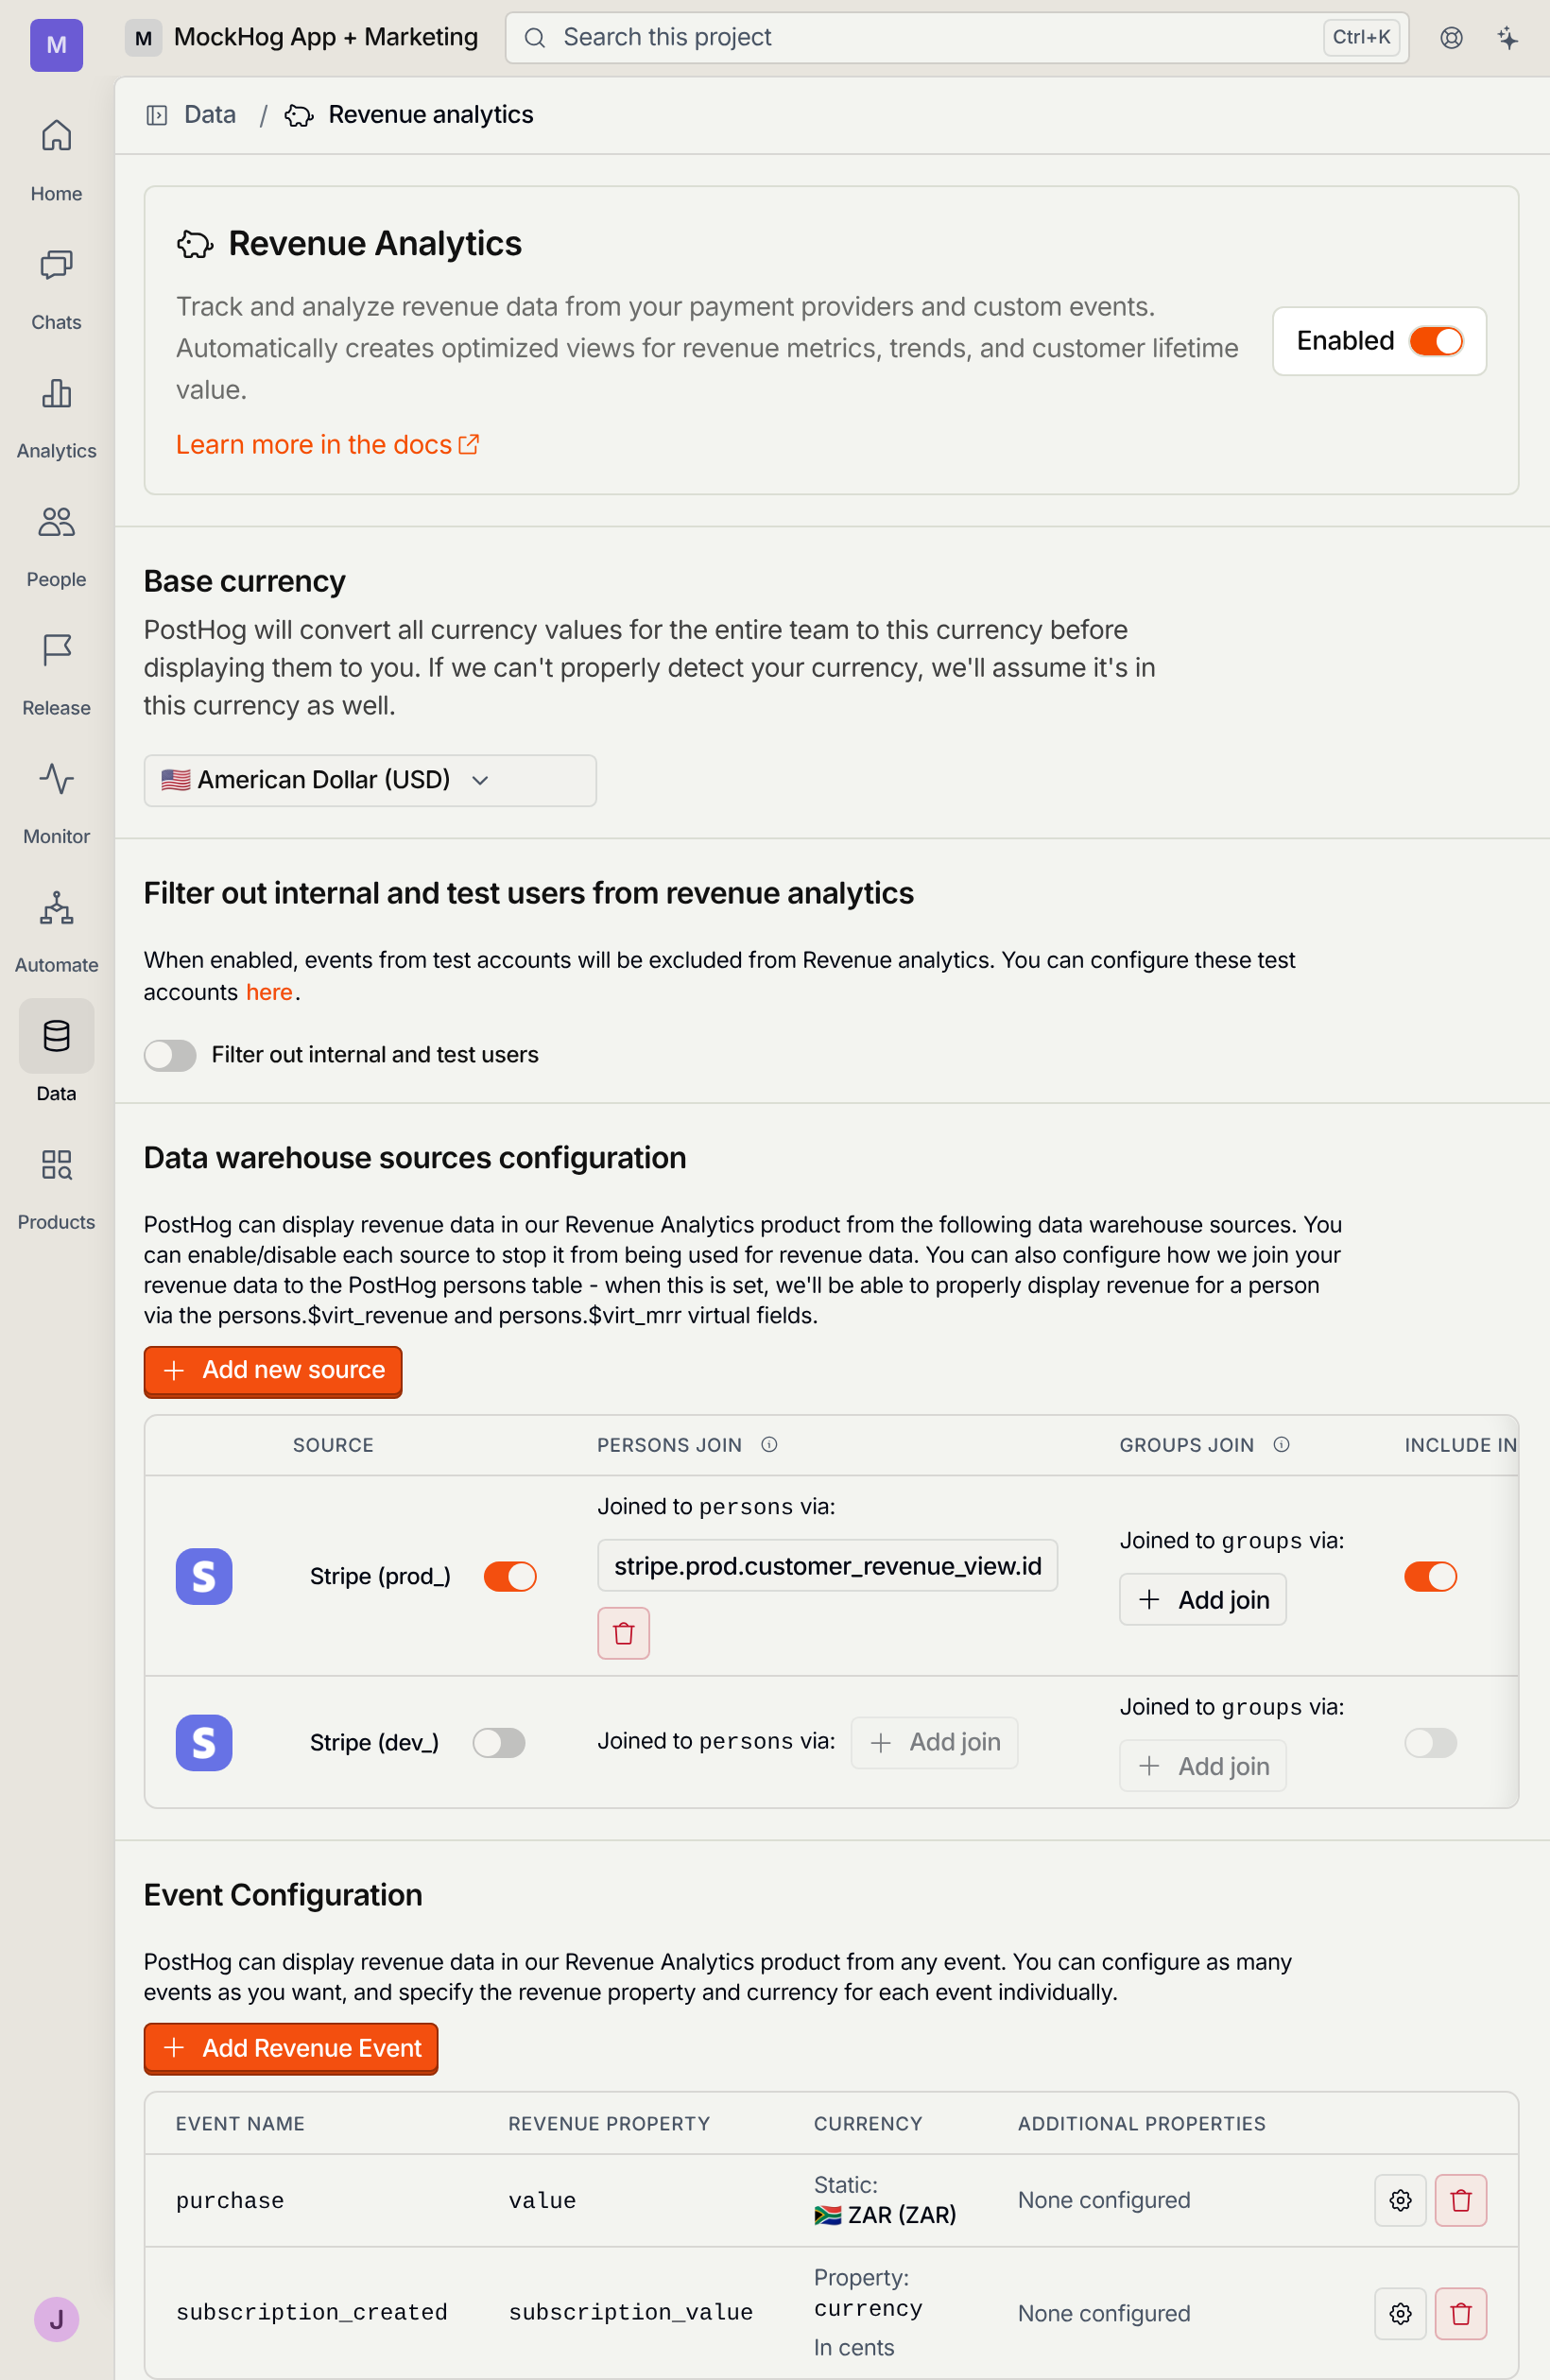 M
M MockHog App + Marketing
Search this project
Ctrl+K
Home
Chats
Analytics
People
Release
Monitor
Automate
Data
Products
J
Data / Revenue analytics
Revenue Analytics
Track and analyze revenue data from your payment providers and custom events.
Automatically creates optimized views for revenue metrics, trends, and customer lifetime
value.
Learn more in the docs
Enabled
Base currency
PostHog will convert all currency values for the entire team to this currency before
displaying them to you. If we can't properly detect your currency, we'll assume it's in
this currency as well.
🇺🇸 American Dollar (USD)
Filter out internal and test users from revenue analytics
When enabled, events from test accounts will be excluded from Revenue analytics. You can configure these test
accounts here.
Filter out internal and test users
Data warehouse sources configuration
PostHog can display revenue data in our Revenue Analytics product from the following data warehouse sources. You
can enable/disable each source to stop it from being used for revenue data. You can also configure how we join your
revenue data to the PostHog persons table - when this is set, we'll be able to properly display revenue for a person
via the persons.$virt_revenue and persons.$virt_mrr virtual fields.
Add new source
SOURCE PERSONS JOIN GROUPS JOIN INCLUDE IN
S
Stripe (prod_)
Joined to persons via:
stripe.prod.customer_revenue_view.id
Joined to groups via:
Add join
S
Stripe (dev_)
Joined to persons via: Add join
Joined to groups via:
Add join
Event Configuration
PostHog can display revenue data in our Revenue Analytics product from any event. You can configure as many
events as you want, and specify the revenue property and currency for each event individually.
Add Revenue Event
EVENT NAME REVENUE PROPERTY CURRENCY ADDITIONAL PROPERTIES
purchase
value
Static:
🇿🇦 ZAR (ZAR)
None configured
subscription_created
subscription_value
Property:
currency
In cents
None configured